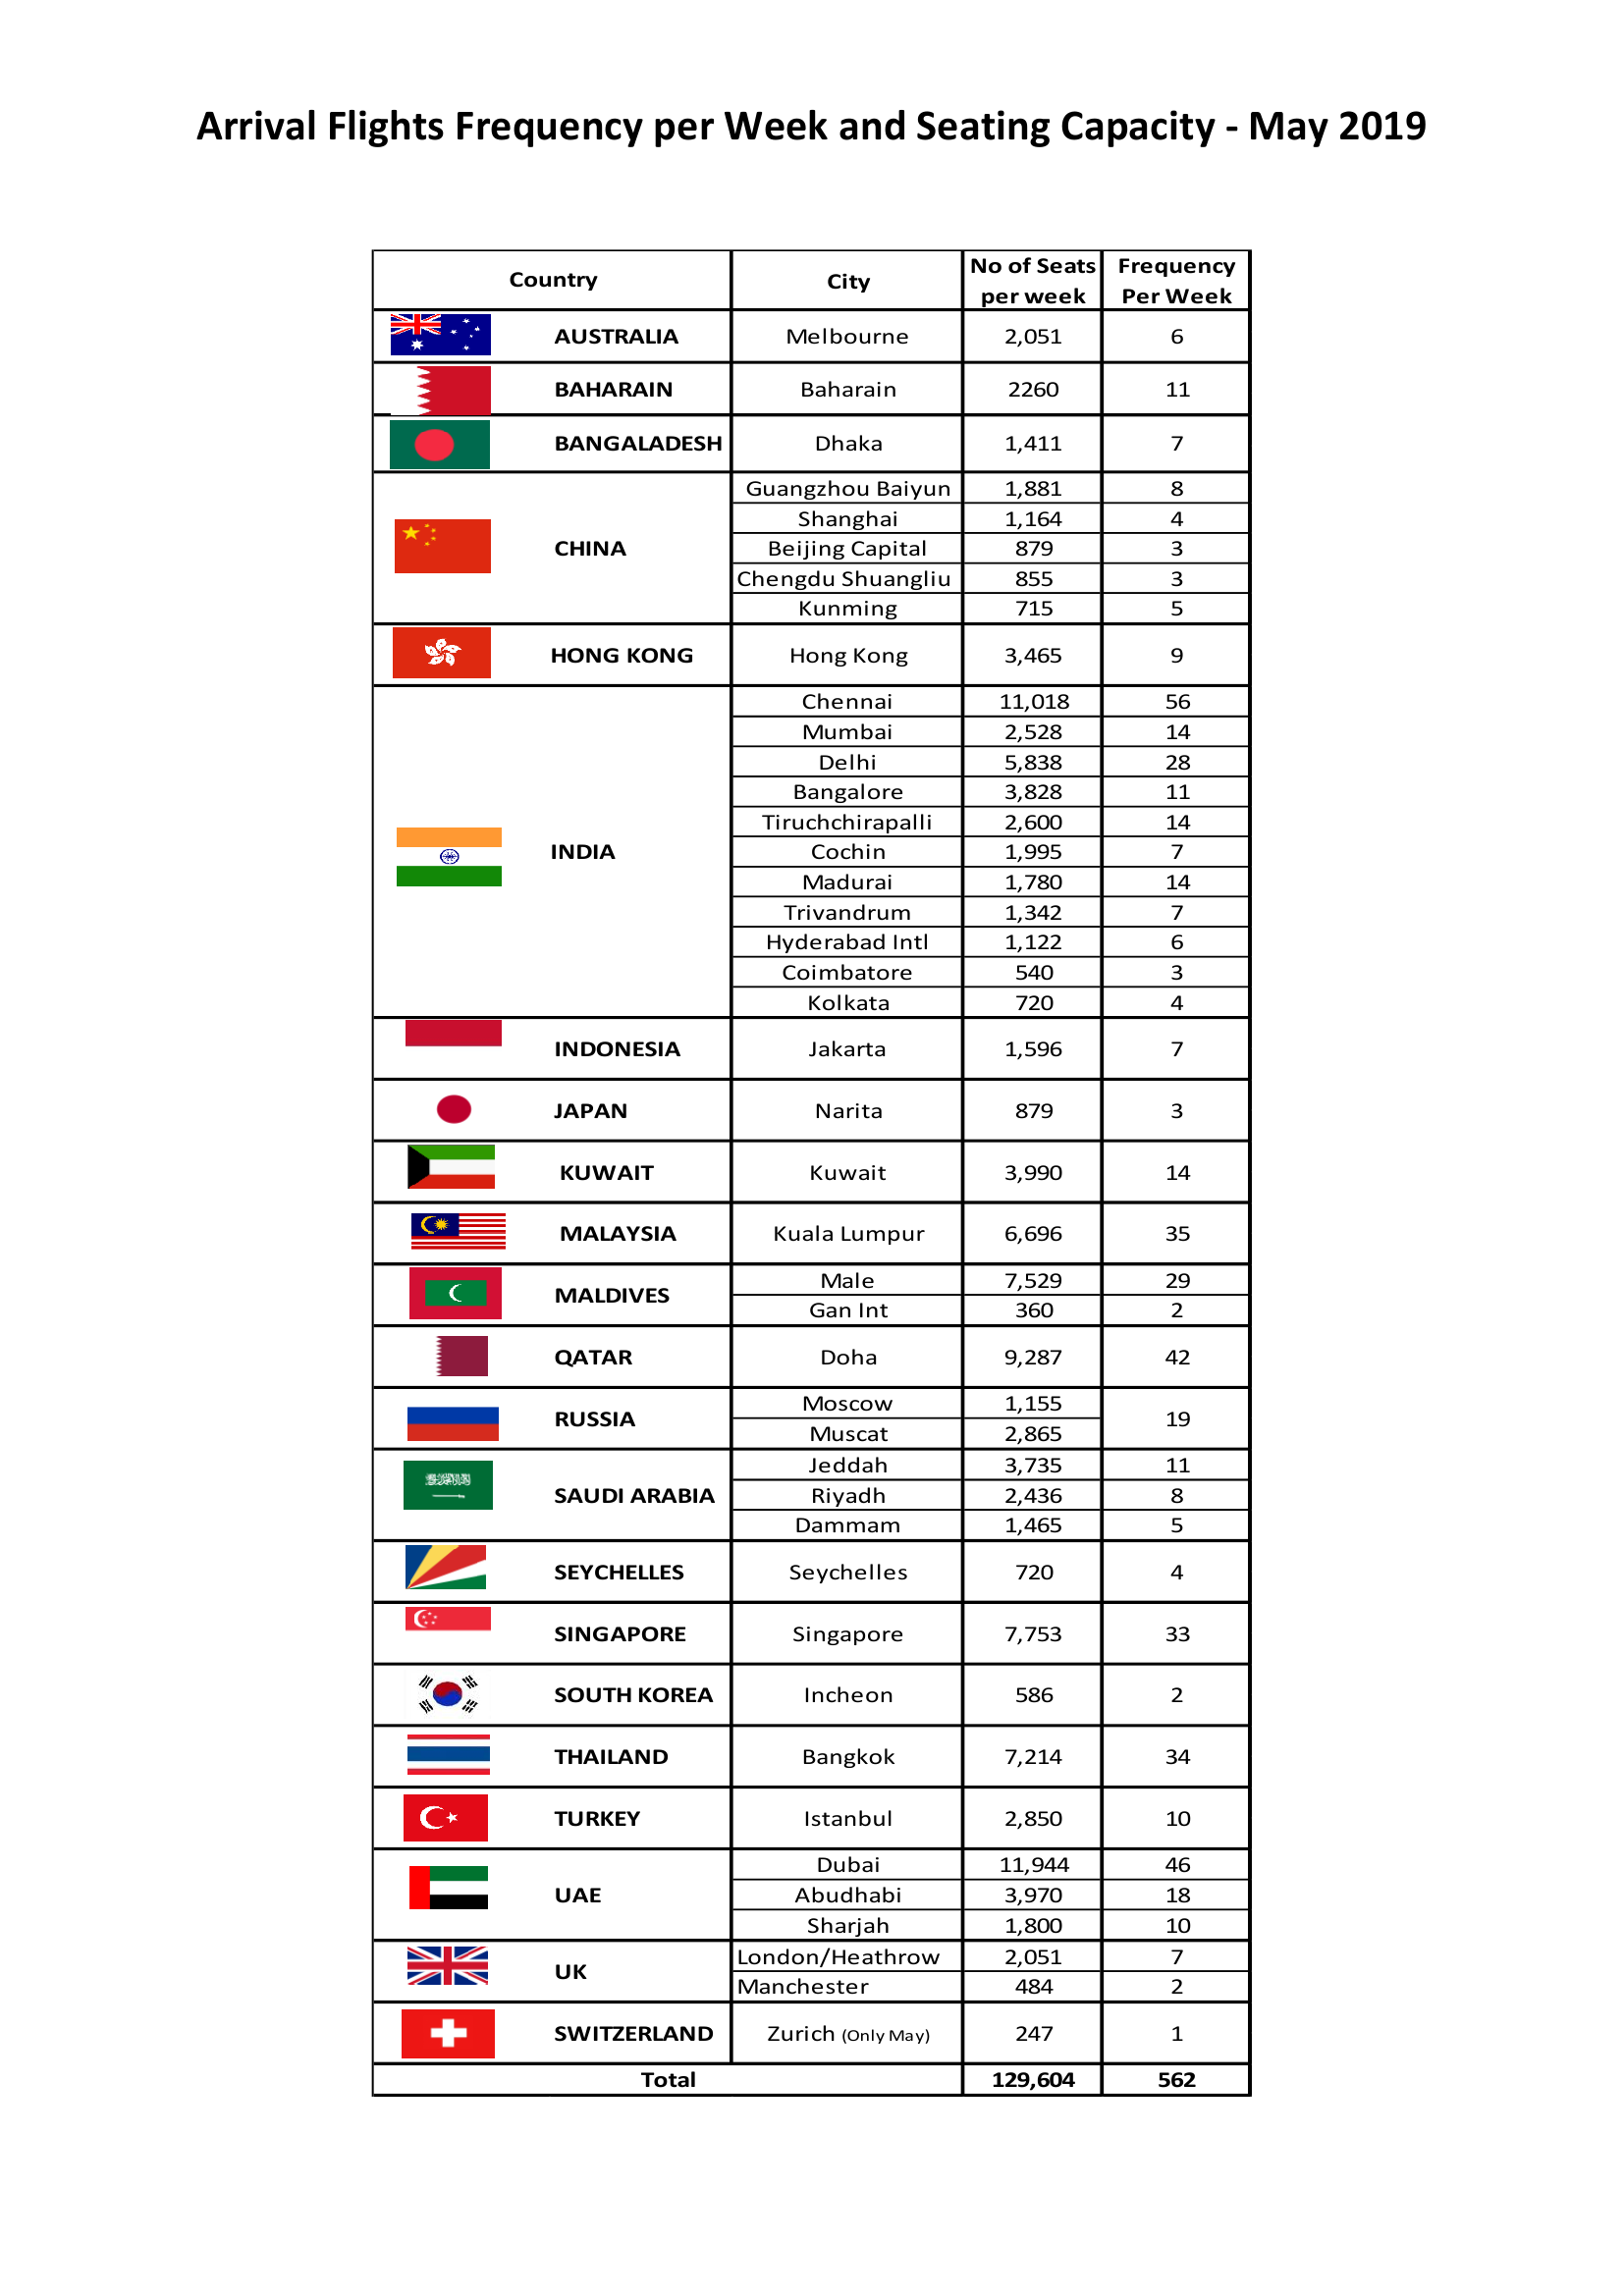 Arrival Flights Frequency per Week and Seating Capacity - May 2019
Country City No of Seats per week Frequency Per Week
AUSTRALIA Melbourne 2,051 6
BAHARAIN Baharain 2260 11
BANGALADESH Dhaka 1,411 7
CHINA
Guangzhou Baiyun 1,881 8
Shanghai 1,164 4
Beijing Capital 879 3
Chengdu Shuangliu 855 3
Kunming 715 5
HONG KONG Hong Kong 3,465 9
INDIA
Chennai 11,018 56
Mumbai 2,528 14
Delhi 5,838 28
Bangalore 3,828 11
Tiruchchirapalli 2,600 14
Cochin 1,995 7
Madurai 1,780 14
Trivandrum 1,342 7
Hyderabad Intl 1,122 6
Coimbatore 540 3
Kolkata 720 4
INDONESIA Jakarta 1,596 7
JAPAN Narita 879 3
KUWAIT Kuwait 3,990 14
MALAYSIA Kuala Lumpur 6,696 35
MALDIVES
Male 7,529 29
Gan Int 360 2
QATAR Doha 9,287 42
RUSSIA
Moscow 1,155
Muscat 2,865
19
SAUDI ARABIA
Jeddah 3,735 11
Riyadh 2,436 8
Dammam 1,465 5
SEYCHELLES Seychelles 720 4
SINGAPORE Singapore 7,753 33
SOUTH KOREA Incheon 586 2
THAILAND Bangkok 7,214 34
TURKEY Istanbul 2,850 10
UAE
Dubai 11,944 46
Abudhabi 3,970 18
Sharjah 1,800 10
UK
London/Heathrow 2,051 7
Manchester 484 2
SWITZERLAND Zurich (Only May) 247 1
Total 129,604 562